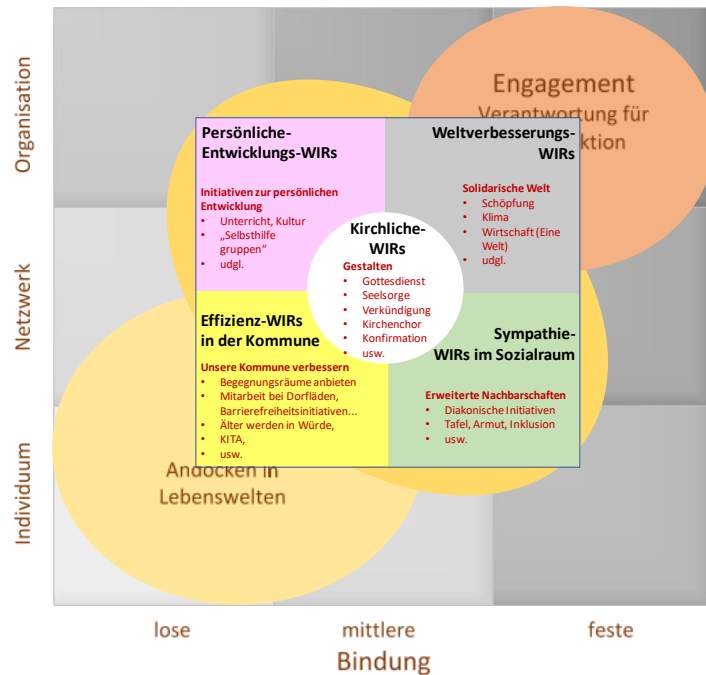 Organisation
Netzwerk
Individuum
Engagement
Verantwortung für
ktion
Persönliche-
Entwicklungs-WIRs
Initiativen zur persönlichen
Entwicklung
• Unterricht, Kultur
• „Selbsthilfe
gruppen“
• udgl.
Weltverbesserungs-
WIRs
Solidarische Welt
• Schöpfung
• Klima
• Wirtschaft (Eine
Welt)
• udgl.
Kirchliche-
WIRs
Gestalten
• Gottesdienst
• Seelsorge
• Verkündigung
• Kirchenchor
• Konfirmation
• usw.
Effizienz-WIRs
in der Kommune
Unsere Kommune verbessern
• Begegnungsräume anbieten
• Mitarbeit bei Dorfläden,
Barrierefreiheitsinitiativen...
• Älter werden in Würde,
• KITA,
• usw.
Sympathie-
WIRs im Sozialraum
Erweiterte Nachbarschaften
• Diakonische Initiativen
• Tafel, Armut, Inklusion
• usw.
Andocken in
Lebenswelten
lose
mittlere
feste
Bindung